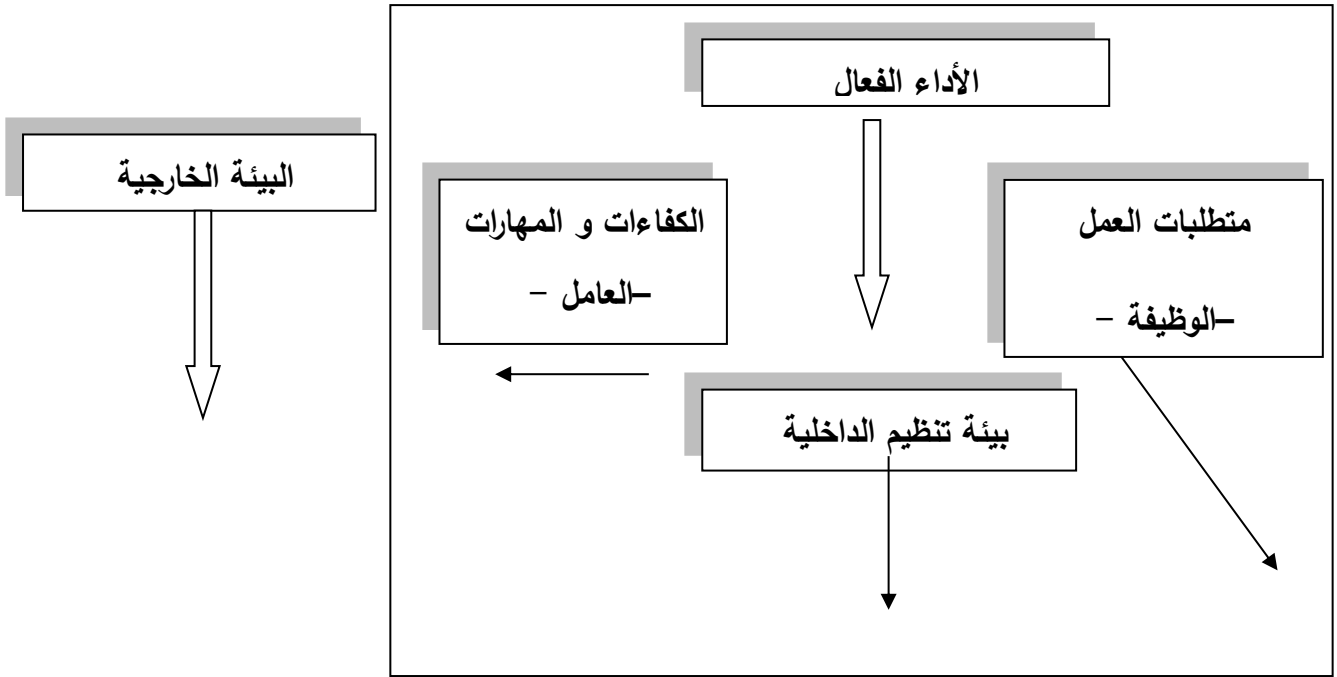 الأداء الفعال
البيئة الخارجية
متطلبات العمل
–الوظيفة –
الكفاءات و المهارات
–العامل –
بيئة تنظيم الداخلية